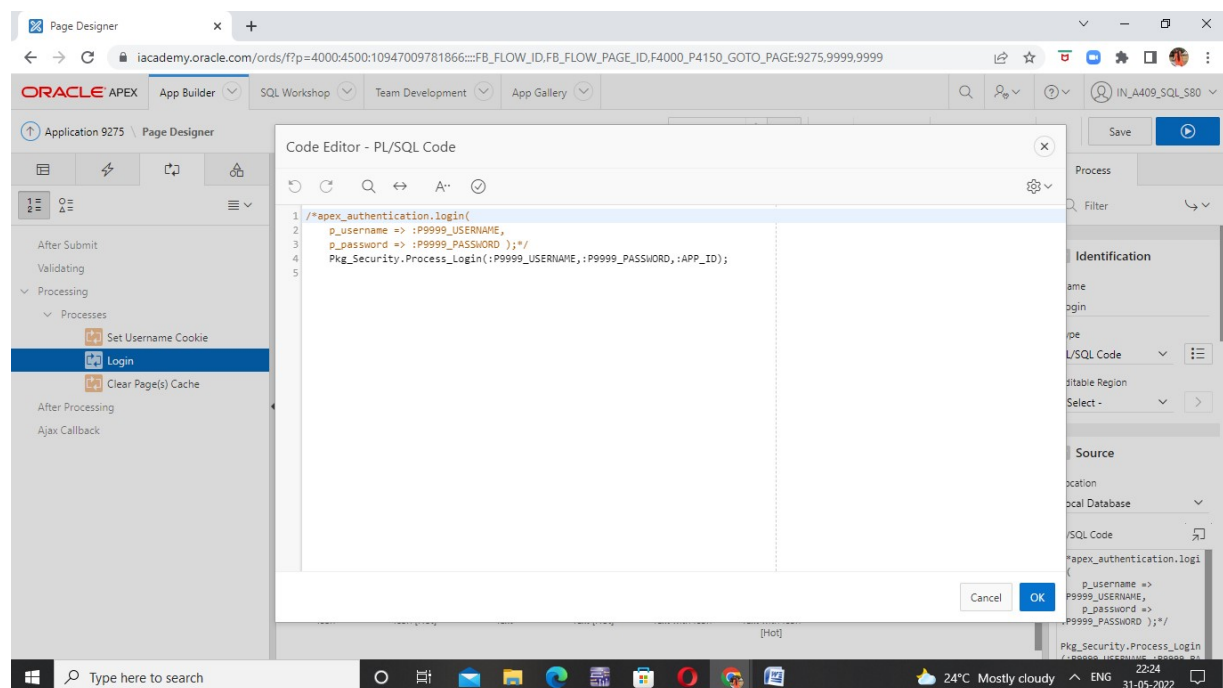 Page Designer
iacademy.oracle.com/ords/f?p=4000:4500:10947009781866::::FB_FLOW_ID,FB_FLOW_PAGE_ID,F4000_P4150_GOTO_PAGE:9275,9999,9999
ORACLE APEX App Builder SQL Workshop Team Development App Gallery IN_A409_SQL_S80
Application 9275 \ Page Designer Save
Code Editor - PL/SQL Code
Process
Filter
1 /*apex_authentication.login(
2 p_username => :P9999_USERNAME,
3 p_password => :P9999_PASSWORD );*/
4 Pkg_Security.Process_Login(:P9999_USERNAME,:P9999_PASSWORD,:APP_ID);
5
After Submit
Validating
Processing
Processes
Set Username Cookie
Login
Clear Page(s) Cache
After Processing
Ajax Callback
Identification
ame
ogin
ype
L/SQL Code
ditable Region
Select -
Source
ocation
ocal Database
/SQL Code
*apex_authentication.logi
(
p_username =>
P9999_USERNAME,
p_password =>
:P9999_PASSWORD );*/
Pkg_Security.Process_Login
Cancel OK
[Hot]
Type here to search
24°C Mostly cloudy ENG 22:24
31-05-2022